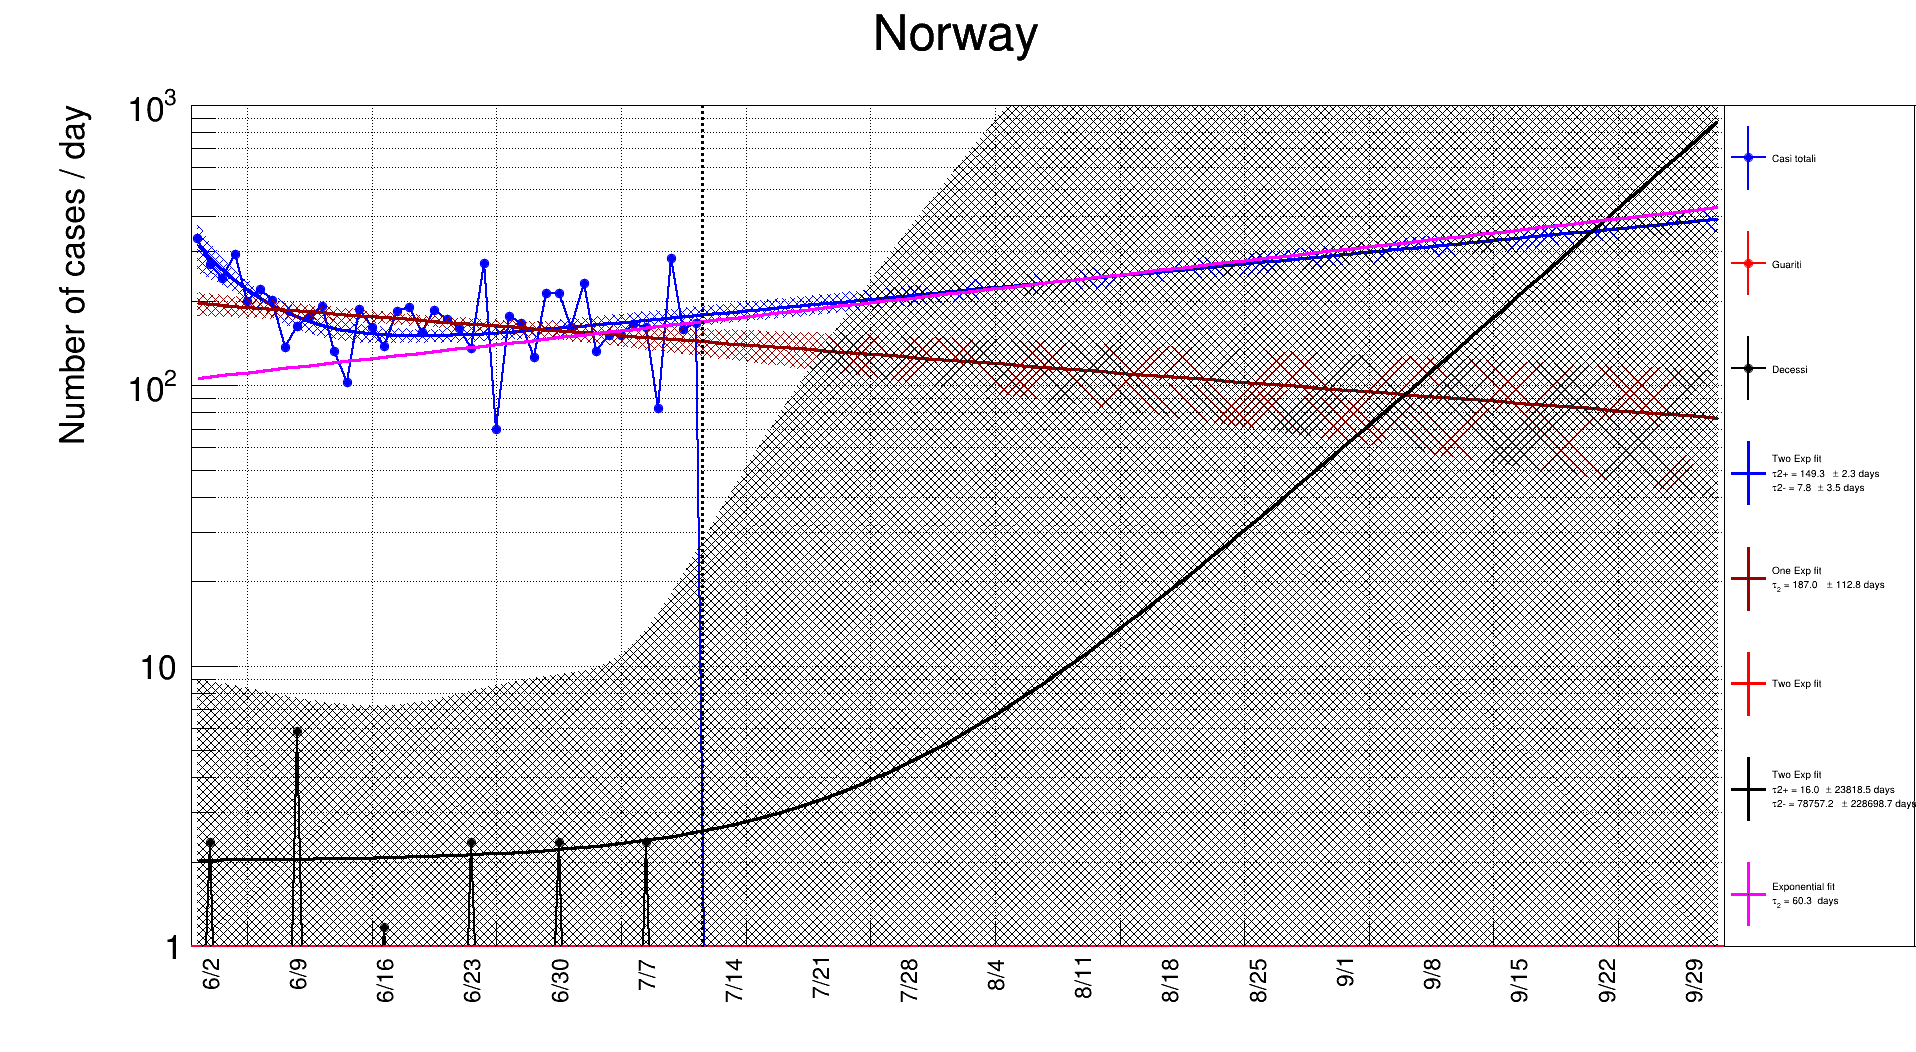 Norway
Number of cases / day
10³
10²
10
1
6/2 6/9 6/16 6/23 6/30 7/7 7/14 7/21 7/28 8/4 8/11 8/18 8/25 9/1 9/8 9/15 9/22 9/29
Casi totali
Guariti
Decessi
Two Exp fit
τ2+ = 149.3 ± 2.3 days
τ2- = 7.8 ± 3.5 days
One Exp fit
τ₂ = 187.0 ± 112.8 days
Two Exp fit
Two Exp fit
τ2+ = 16.0 ± 23818.5 days
τ2- = 78757.2 ± 228698.7 days
Exponential fit
τ₂ = 60.3 days